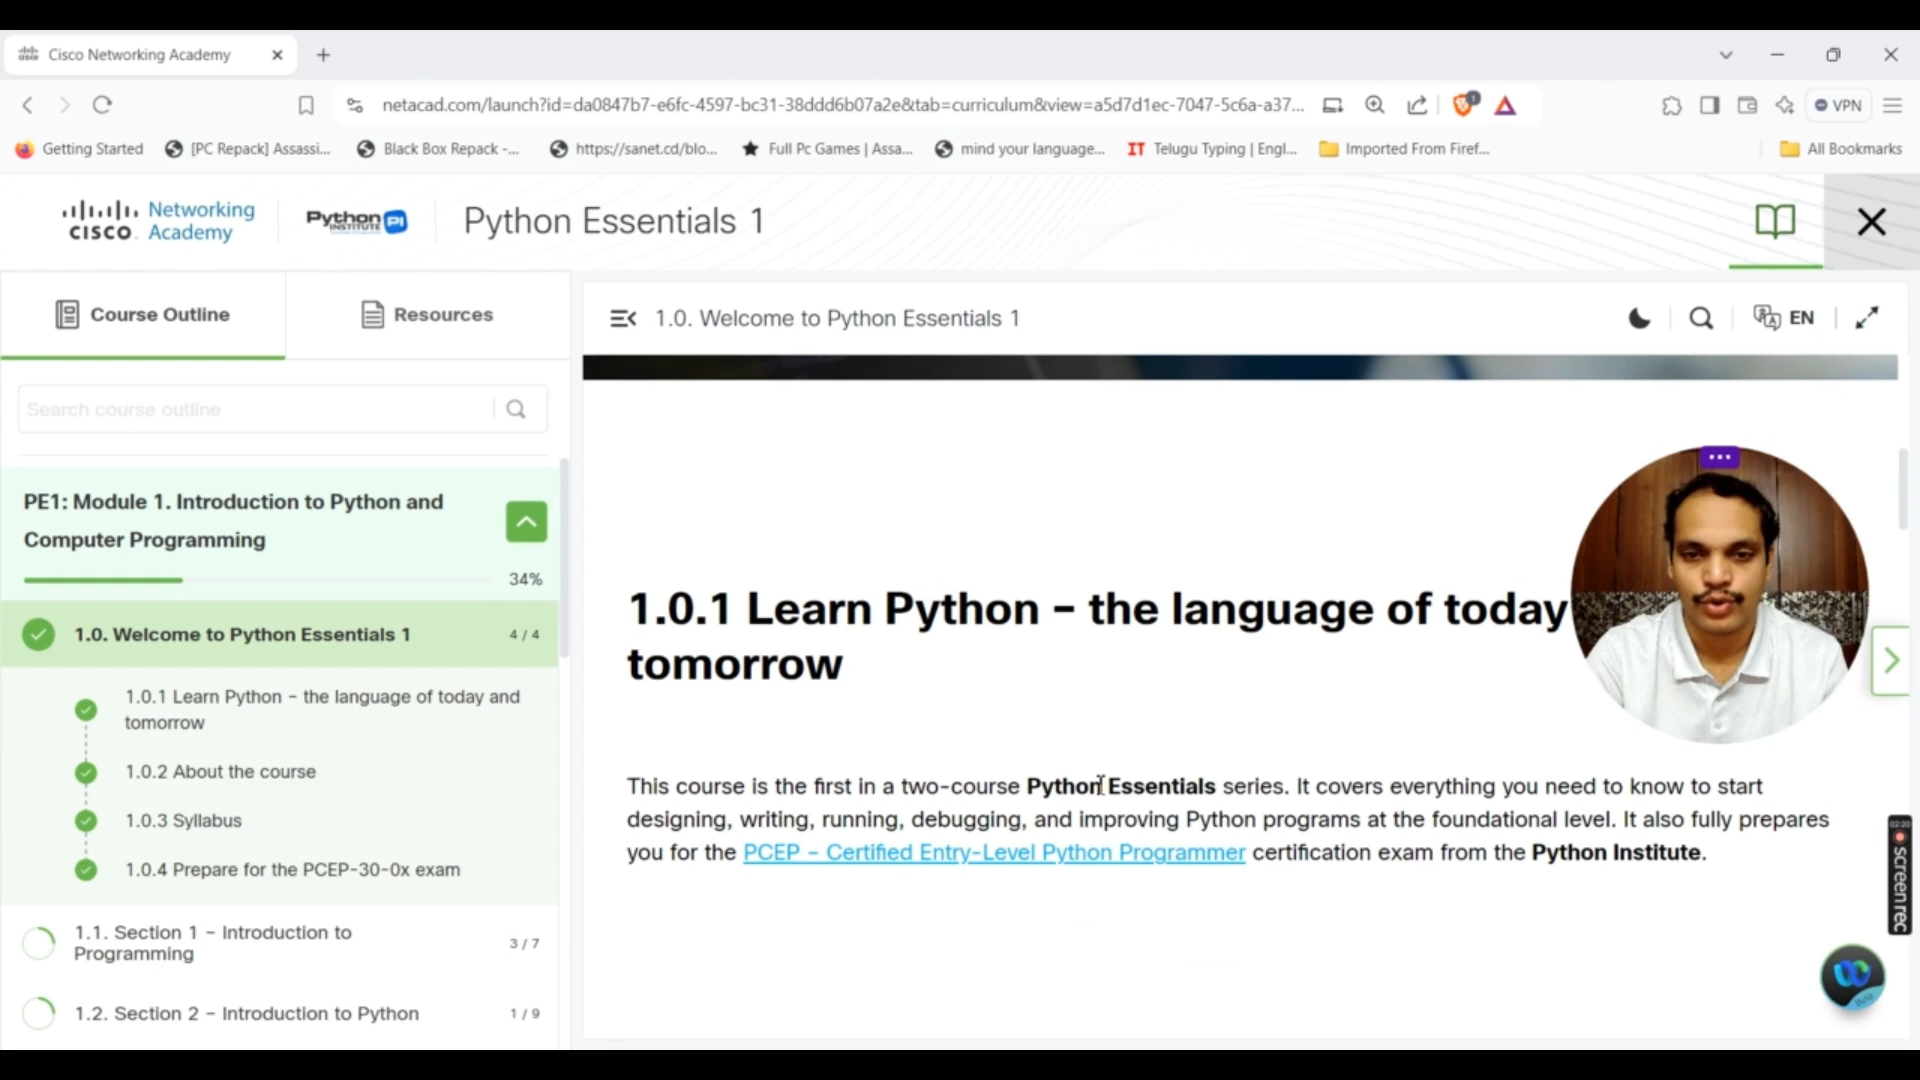 Cisco Networking Academy
netacad.com/launch?id=da0847b7-e6fc-4597-bc31-38ddd6b07a2e&tab=curriculum&view=a5d7d1ec-7047-5c6a-a37...
1
VPN
Getting Started
[PC Repack] Assassi...
Black Box Repack -...
https://sanet.cd/blo...
Full Pc Games | Assa...
mind your language...
IT Telugu Typing | Engl...
Imported From Firef...
All Bookmarks
CISCO Networking Academy
Python INSTITUTE PI
Python Essentials 1
Course Outline
Resources
Search course outline
PE1: Module 1. Introduction to Python and
Computer Programming
34%
1.0. Welcome to Python Essentials 1 4 / 4
1.0.1 Learn Python – the language of today and
tomorrow
1.0.2 About the course
1.0.3 Syllabus
1.0.4 Prepare for the PCEP-30-0x exam
1.1. Section 1 – Introduction to
Programming
3 / 7
1.2. Section 2 – Introduction to Python 1 / 9
1.0. Welcome to Python Essentials 1
EN
1.0.1 Learn Python – the language of today
tomorrow
This course is the first in a two-course Python Essentials series. It covers everything you need to know to start
designing, writing, running, debugging, and improving Python programs at the foundational level. It also fully prepares
you for the PCEP – Certified Entry-Level Python Programmer certification exam from the Python Institute.
02:20
screenrec
Beta